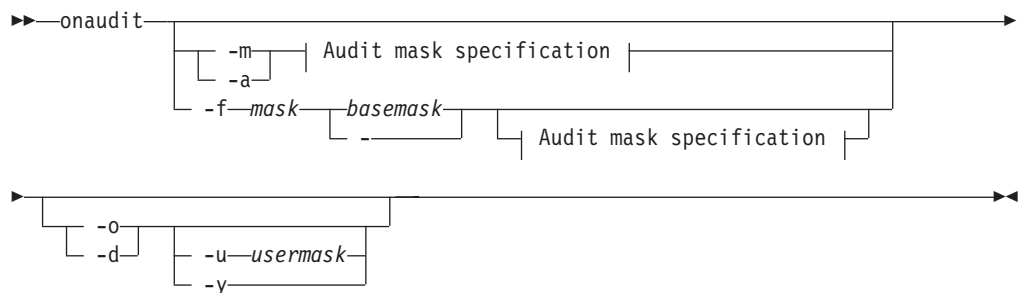 onaudit
-m Audit mask specification
-a
-f mask basemask
- Audit mask specification
-o
-d -u usermask
-y